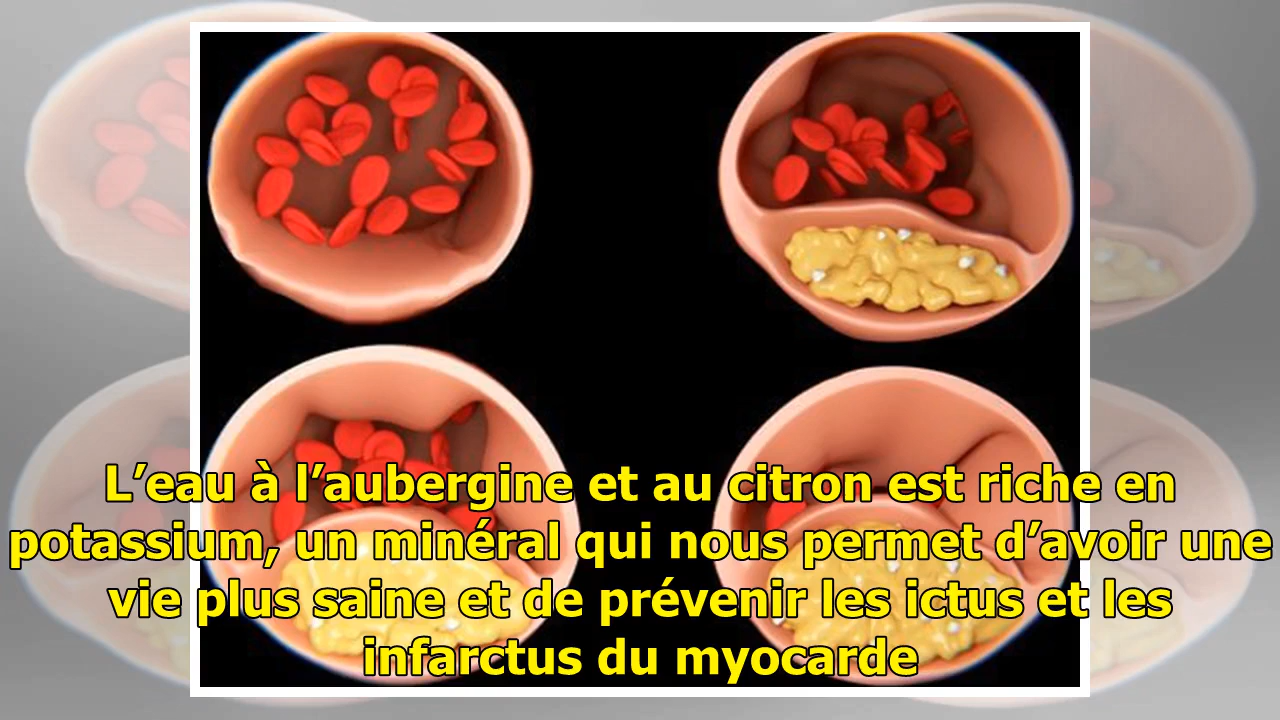 L’eau à l’aubergine et au citron est riche en
potassium, un minéral qui nous permet d’avoir une
vie plus saine et de prévenir les ictus et les
infarctus du myocarde